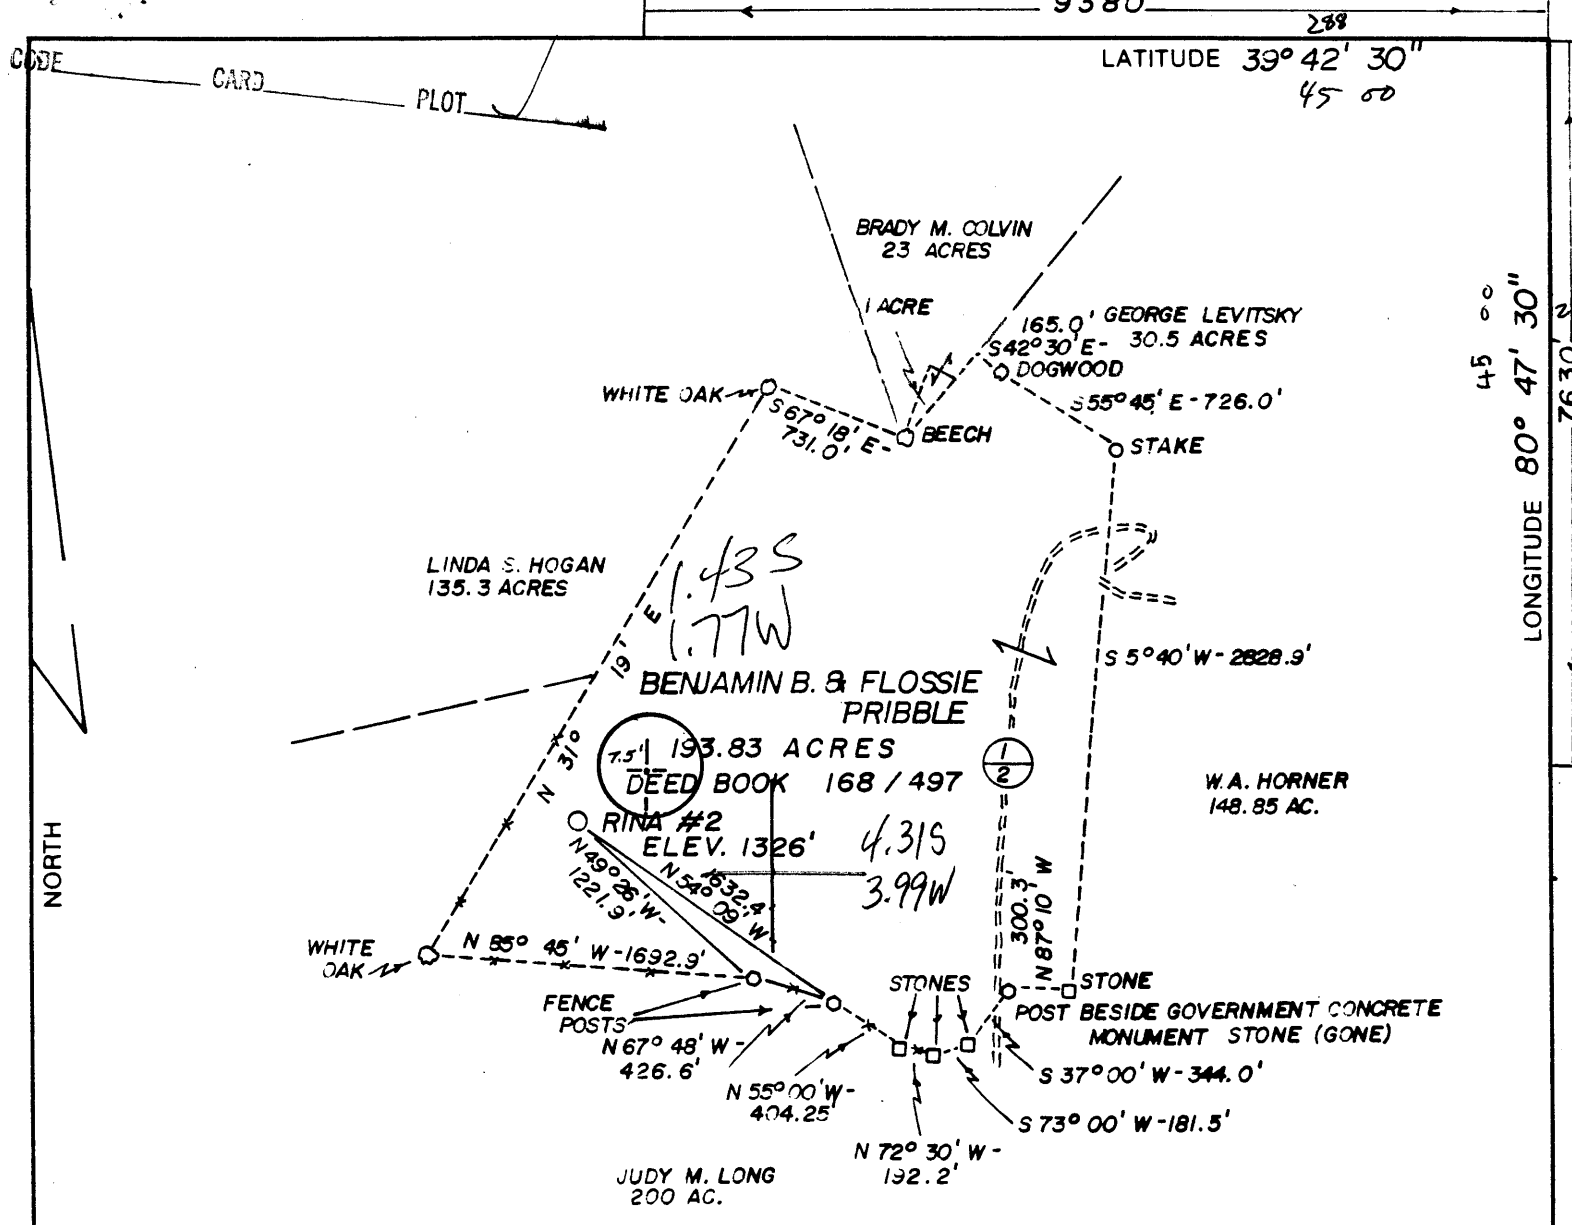 9380
288
LATITUDE 39° 42' 30"
45 00
CODE CARD PLOT
BRADY M. COLVIN
23 ACRES
1 ACRE
165.0'
S 42° 30' E-
GEORGE LEVITSKY
30.5 ACRES
DOGWOOD
WHITE OAK
S 67° 18' E-
731.0'
BEECH
S 55° 45' E - 726.0'
STAKE
45 00
LONGITUDE 80° 47' 30"
7630'
LINDA S. HOGAN
135.3 ACRES
1.43 S
1.77 W
N 31° 19' E
S 5° 40' W - 2828.9'
BENJAMIN B. & FLOSSIE
PRIBBLE
193.83 ACRES
7.5'
DEED BOOK 168 / 497
1
2
W. A. HORNER
148.85 AC.
RINA #2
ELEV. 1326'
4.31S
3.99W
N 49° 26' W-
1221.9'
1632.4'
N 54° 09' W
300.3'
N 87° 10' W
NORTH
WHITE
OAK
N 85° 45' W - 1692.9'
STONES
STONE
FENCE
POSTS
POST BESIDE GOVERNMENT CONCRETE
MONUMENT STONE (GONE)
N 67° 48' W -
426.6'
N 55° 00' W -
404.25'
S 37° 00' W - 344.0'
S 73° 00' W - 181.5'
N 72° 30' W -
192.2'
JUDY M. LONG
200 AC.